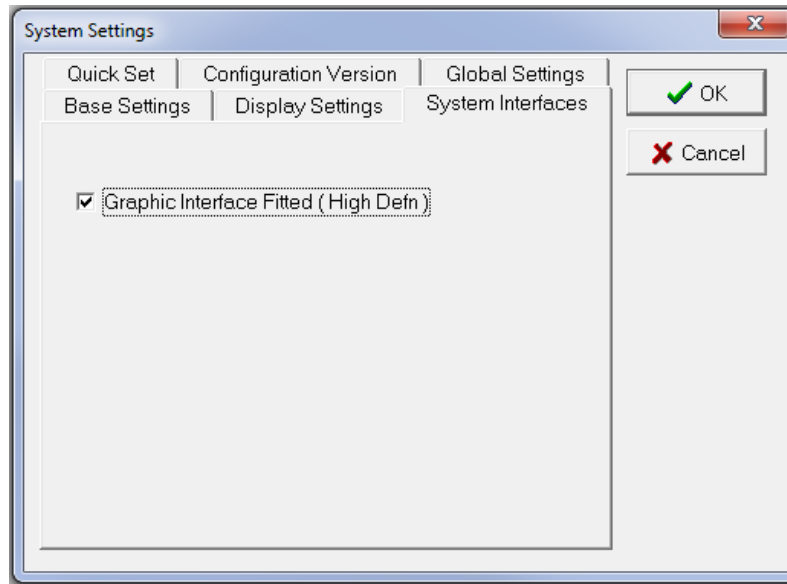 System Settings
Quick Set
Configuration Version
Global Settings
Base Settings
Display Settings
System Interfaces
OK
Cancel
Graphic Interface Fitted ( High Defn )